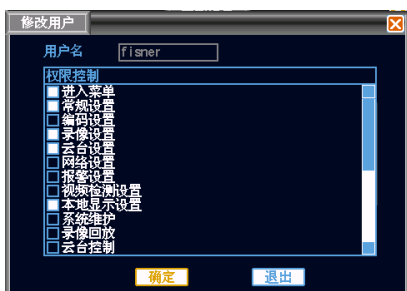 修改用户
用户名 fisner
权限控制
进入菜单
常规设置
编码设置
录像设置
云台设置
网络设置
报警设置
视频检测设置
本地显示设置
系统维护
录像回放
云台控制
确定 退出